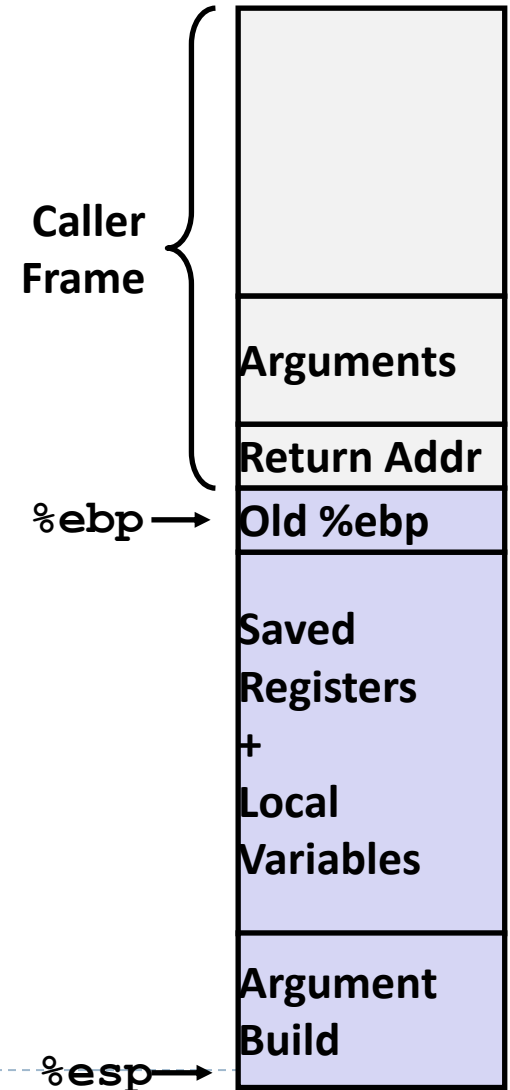 Caller
Frame
Arguments
Return Addr
%ebp
Old %ebp
Saved
Registers
+
Local
Variables
Argument
Build
%esp